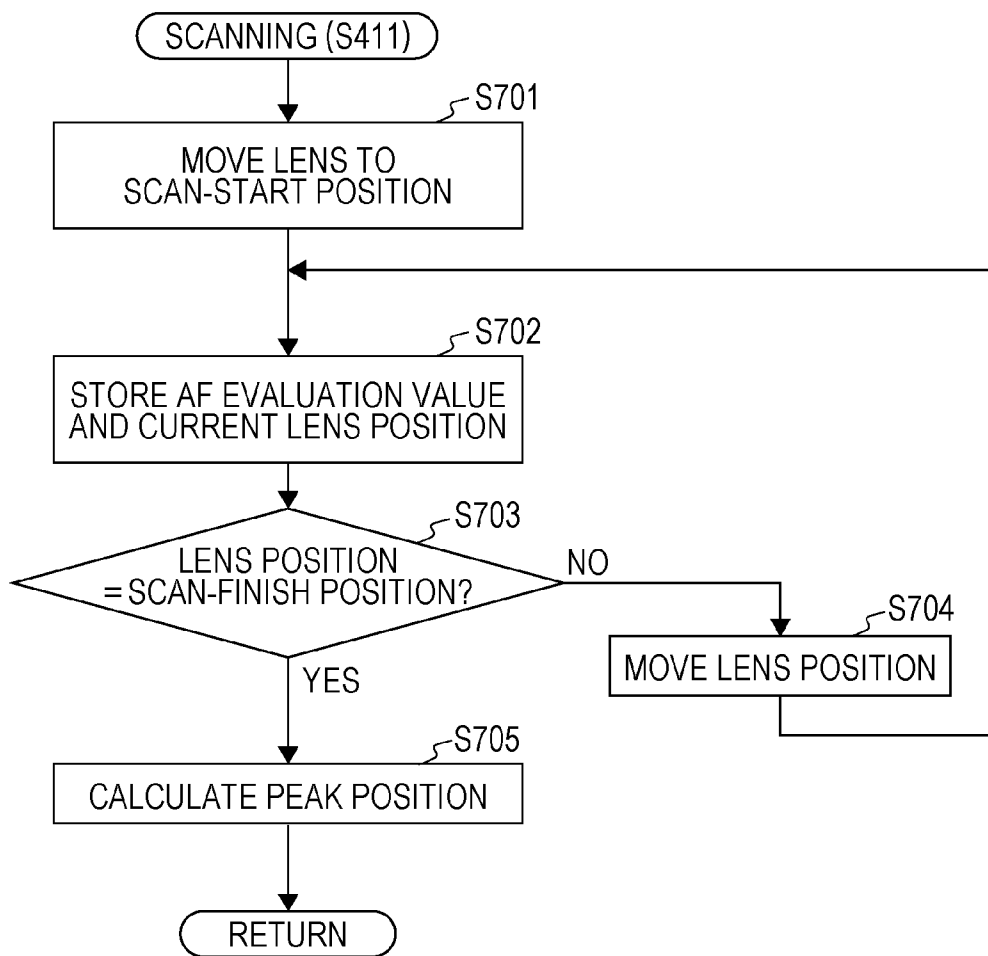 SCANNING (S411)
S701
MOVE LENS TO
SCAN-START POSITION
S702
STORE AF EVALUATION VALUE
AND CURRENT LENS POSITION
S703
LENS POSITION
= SCAN-FINISH POSITION?
NO
S704
MOVE LENS POSITION
YES
S705
CALCULATE PEAK POSITION
RETURN